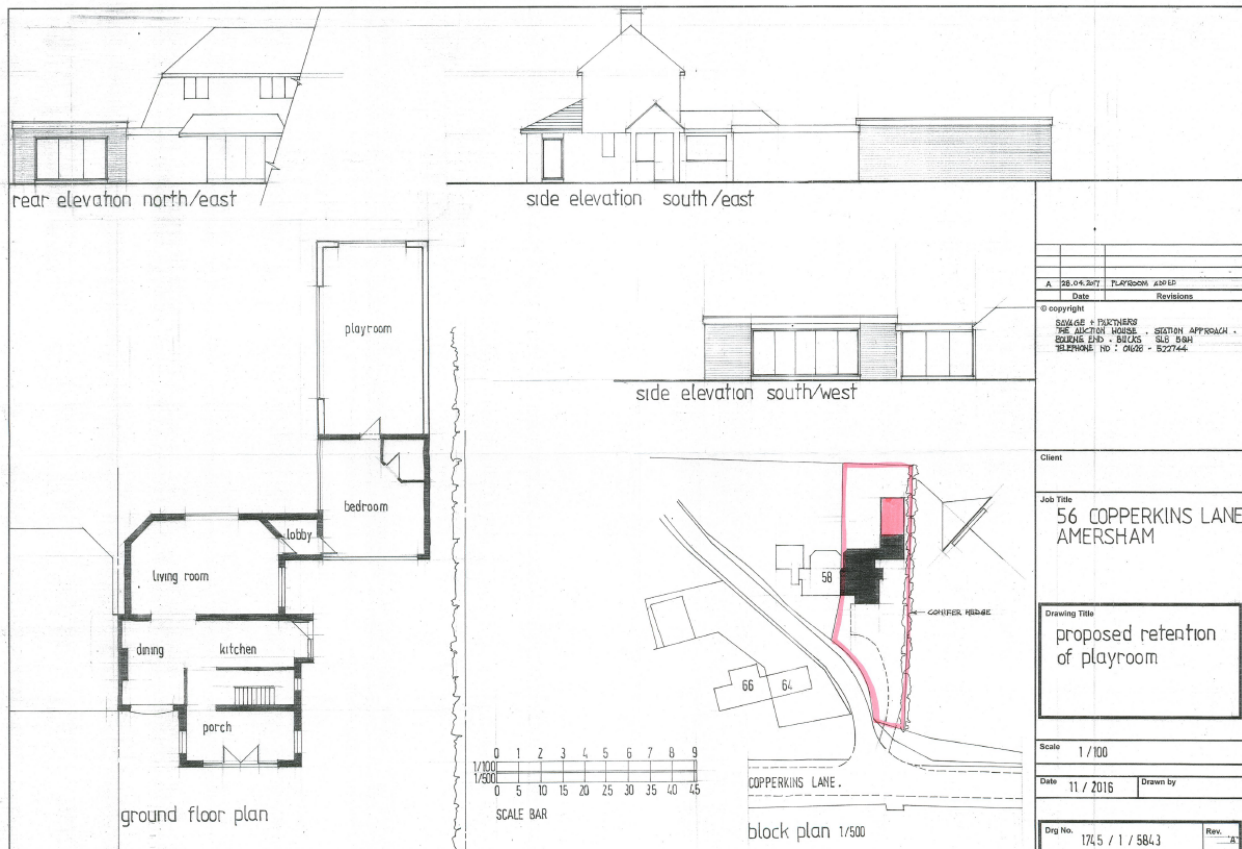 rear elevation north/east
side elevation south/east
playroom
bedroom
lobby
living room
dining
kitchen
porch
ground floor plan
side elevation south/west
58
CONIFER HEDGE
66
64
COPPERKINS LANE.
block plan 1/500
0 1 2 3 4 5 6 7 8 9
1/100
1/500
0 5 10 15 20 25 30 35 40 45
SCALE BAR
A 28.04.2017 PLAYROOM ADDED
Date Revisions
© copyright
SAVAGE + PARTNERS
THE AUCTION HOUSE . STATION APPROACH .
BOURNE END . BUCKS SL8 5QH
TELEPHONE NO : 01628 - 522744
Client
Job Title
56 COPPERKINS LANE
AMERSHAM
Drawing Title
proposed retention
of playroom
Scale 1/100
Date 11 / 2016 Drawn by
Drg No. 1745 / 1 / 5843 Rev. "A"